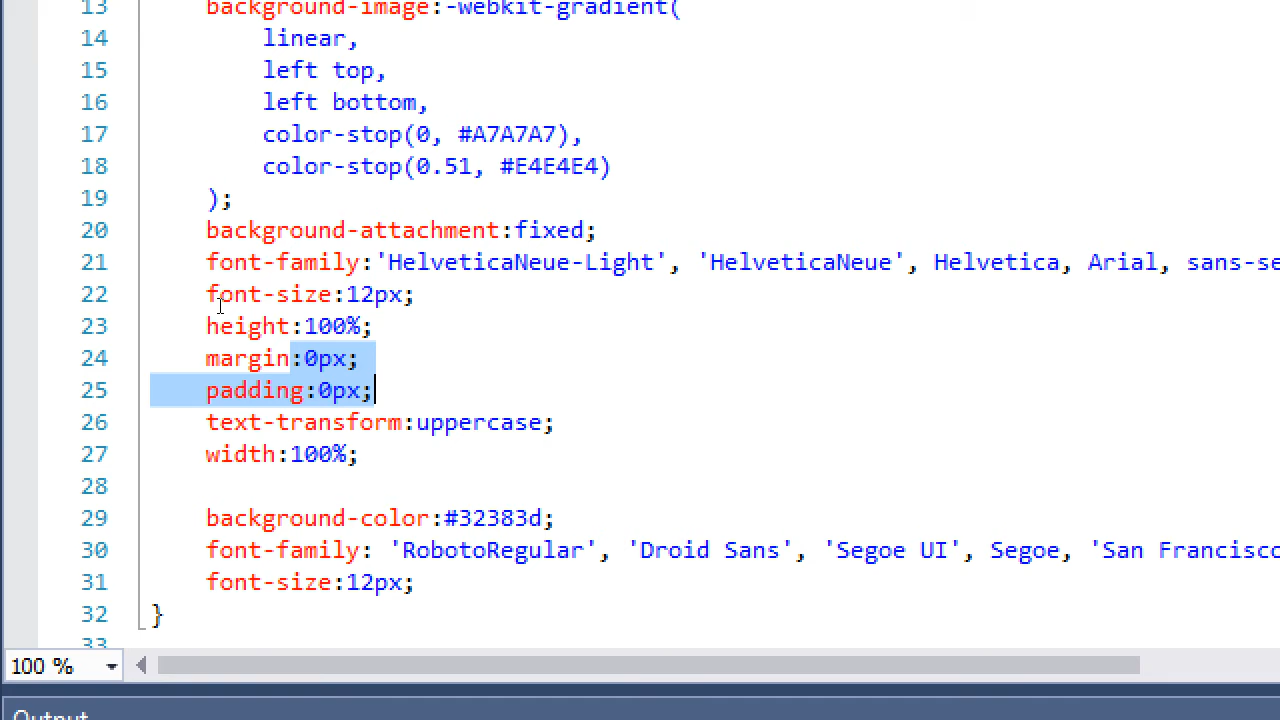 13 background-image:-webkit-gradient(
14 linear,
15 left top,
16 left bottom,
17 color-stop(0, #A7A7A7),
18 color-stop(0.51, #E4E4E4)
19 );
20 background-attachment:fixed;
21 font-family:'HelveticaNeue-Light', 'HelveticaNeue', Helvetica, Arial, sans-se
22 font-size:12px;
23 height:100%;
24 margin:0px;
25 padding:0px;
26 text-transform:uppercase;
27 width:100%;
28
29 background-color:#32383d;
30 font-family: 'RobotoRegular', 'Droid Sans', 'Segoe UI', Segoe, 'San Francisco
31 font-size:12px;
32 }
33
100 %
Output